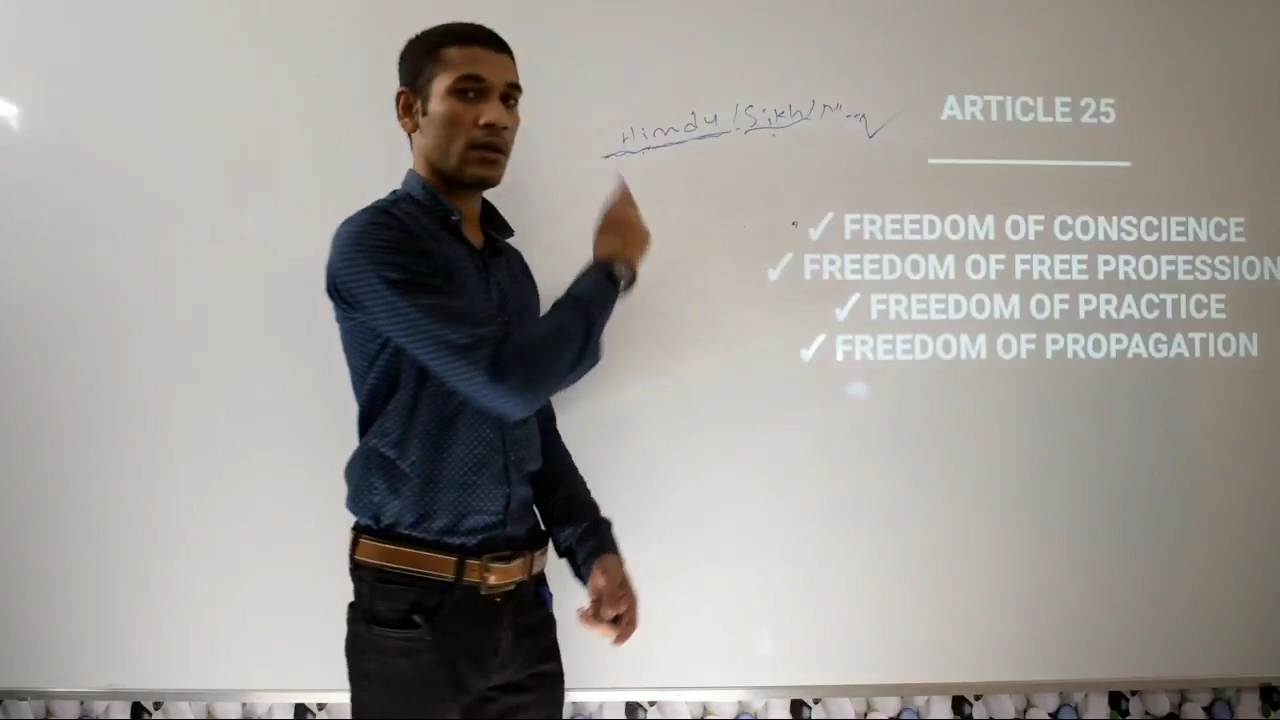 Hindu/Sikh/
ARTICLE 25
✓ FREEDOM OF CONSCIENCE
✓ FREEDOM OF FREE PROFESSION
✓ FREEDOM OF PRACTICE
✓ FREEDOM OF PROPAGATION